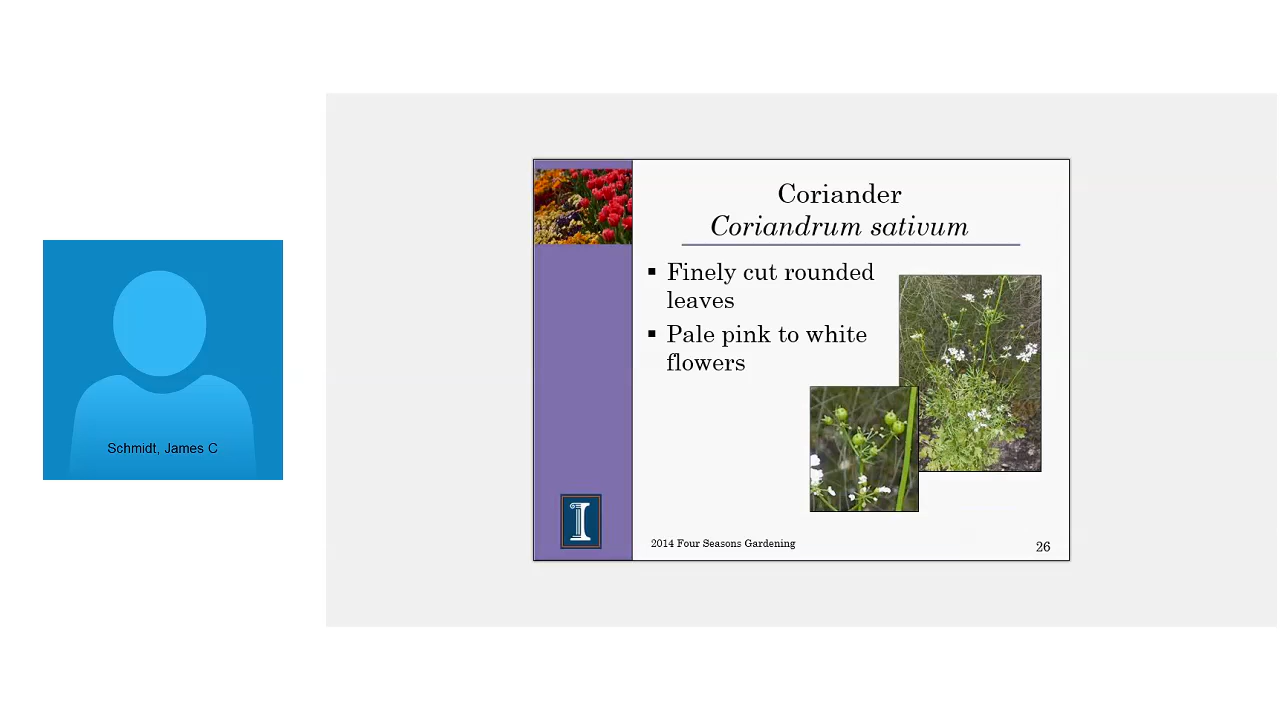 Schmidt, James C
Coriander
Coriandrum sativum
▪ Finely cut rounded
leaves
▪ Pale pink to white
flowers
I
2014 Four Seasons Gardening
26